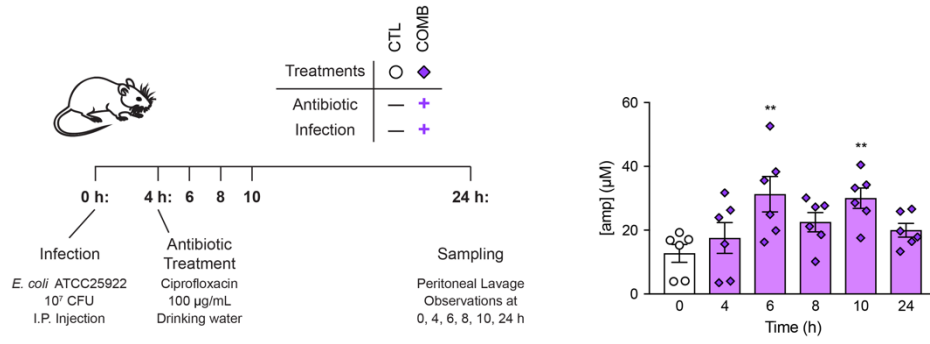 CTL
COMB
Treatments
Antibiotic — +
Infection — +
0 h: 4 h: 6 8 10 24 h:
Infection
E. coli ATCC25922
10⁷ CFU
I.P. Injection
Antibiotic
Treatment
Ciprofloxacin
100 µg/mL
Drinking water
Sampling
Peritoneal Lavage
Observations at
0, 4, 6, 8, 10, 24 h
[amp] (µM)
60
40
20
0
** **
0 4 6 8 10 24
Time (h)